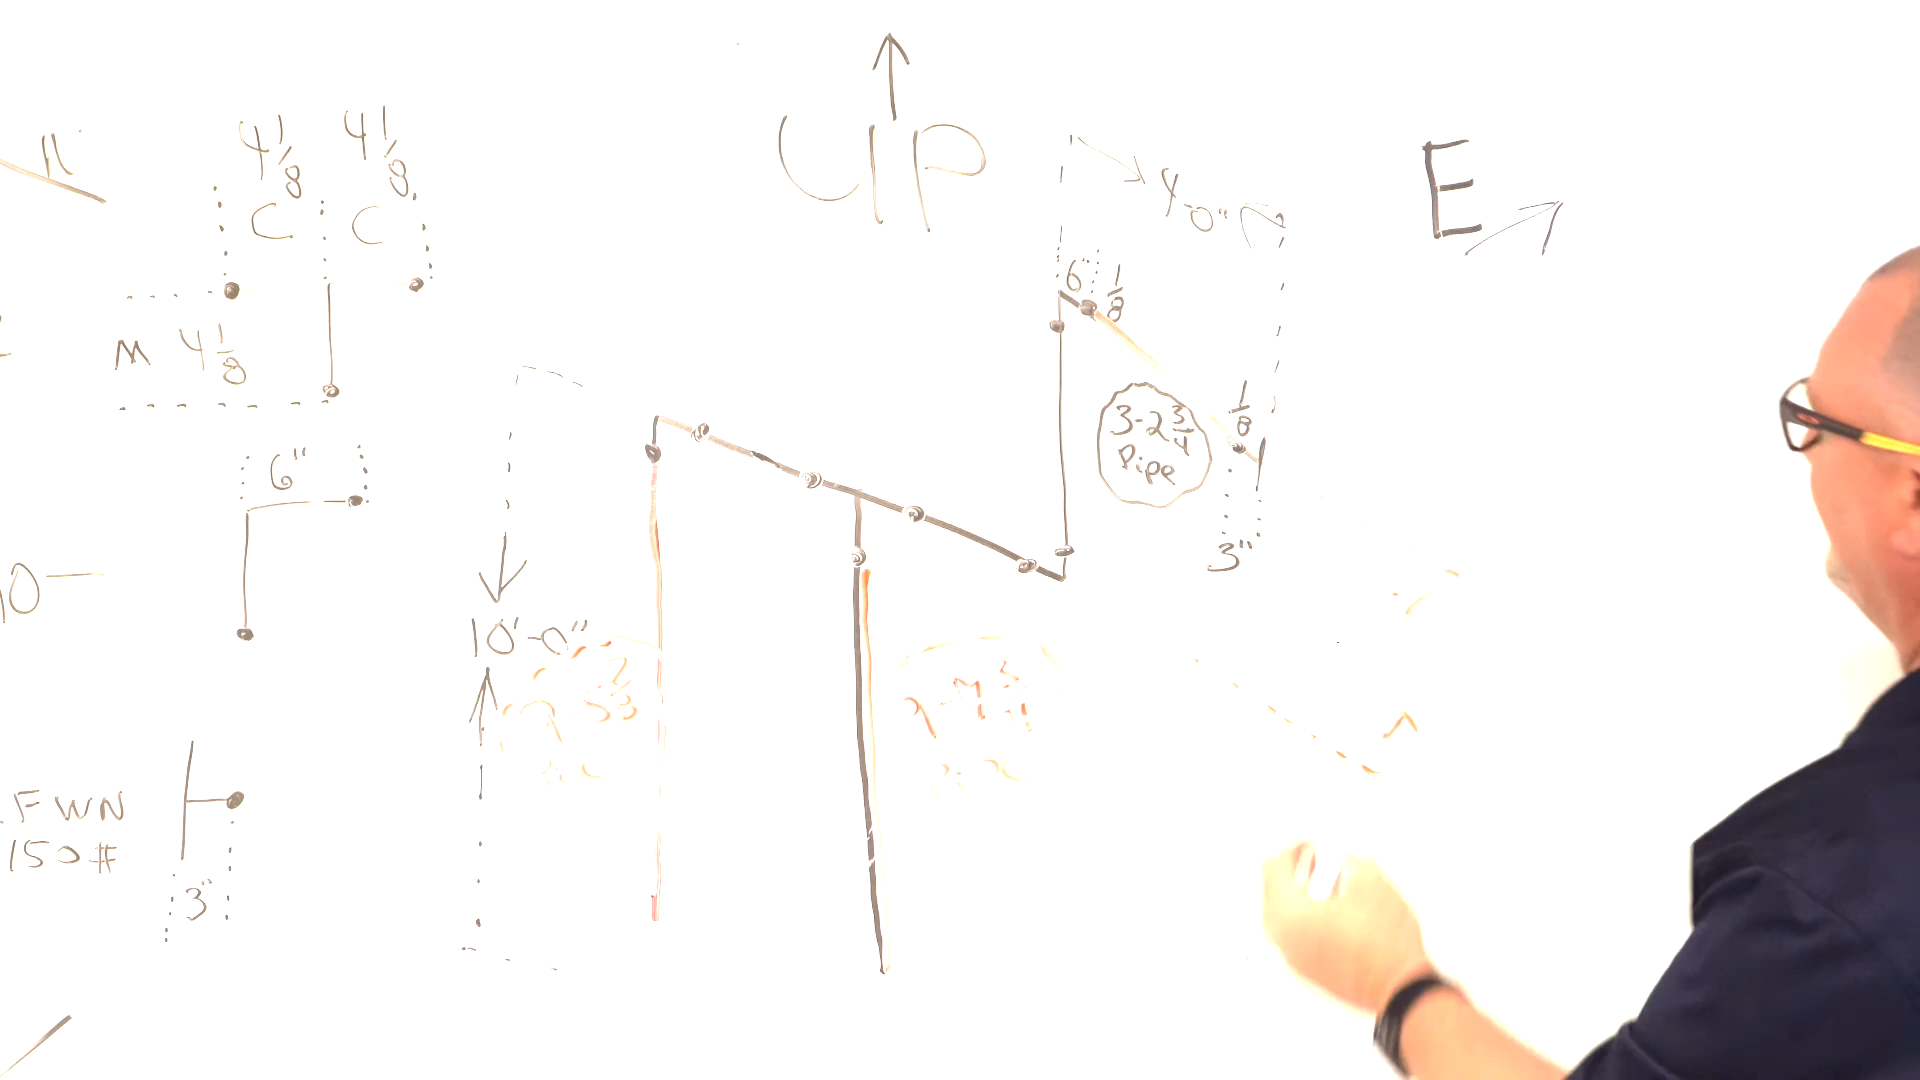 N
4 1/8
4 1/8
C
C
M 4 1/8
6"
10
FWN
150#
3"
UP
10'-0"
4-0"
6"
1/8
1/8
3-2 3/4
Pipe
3"
E